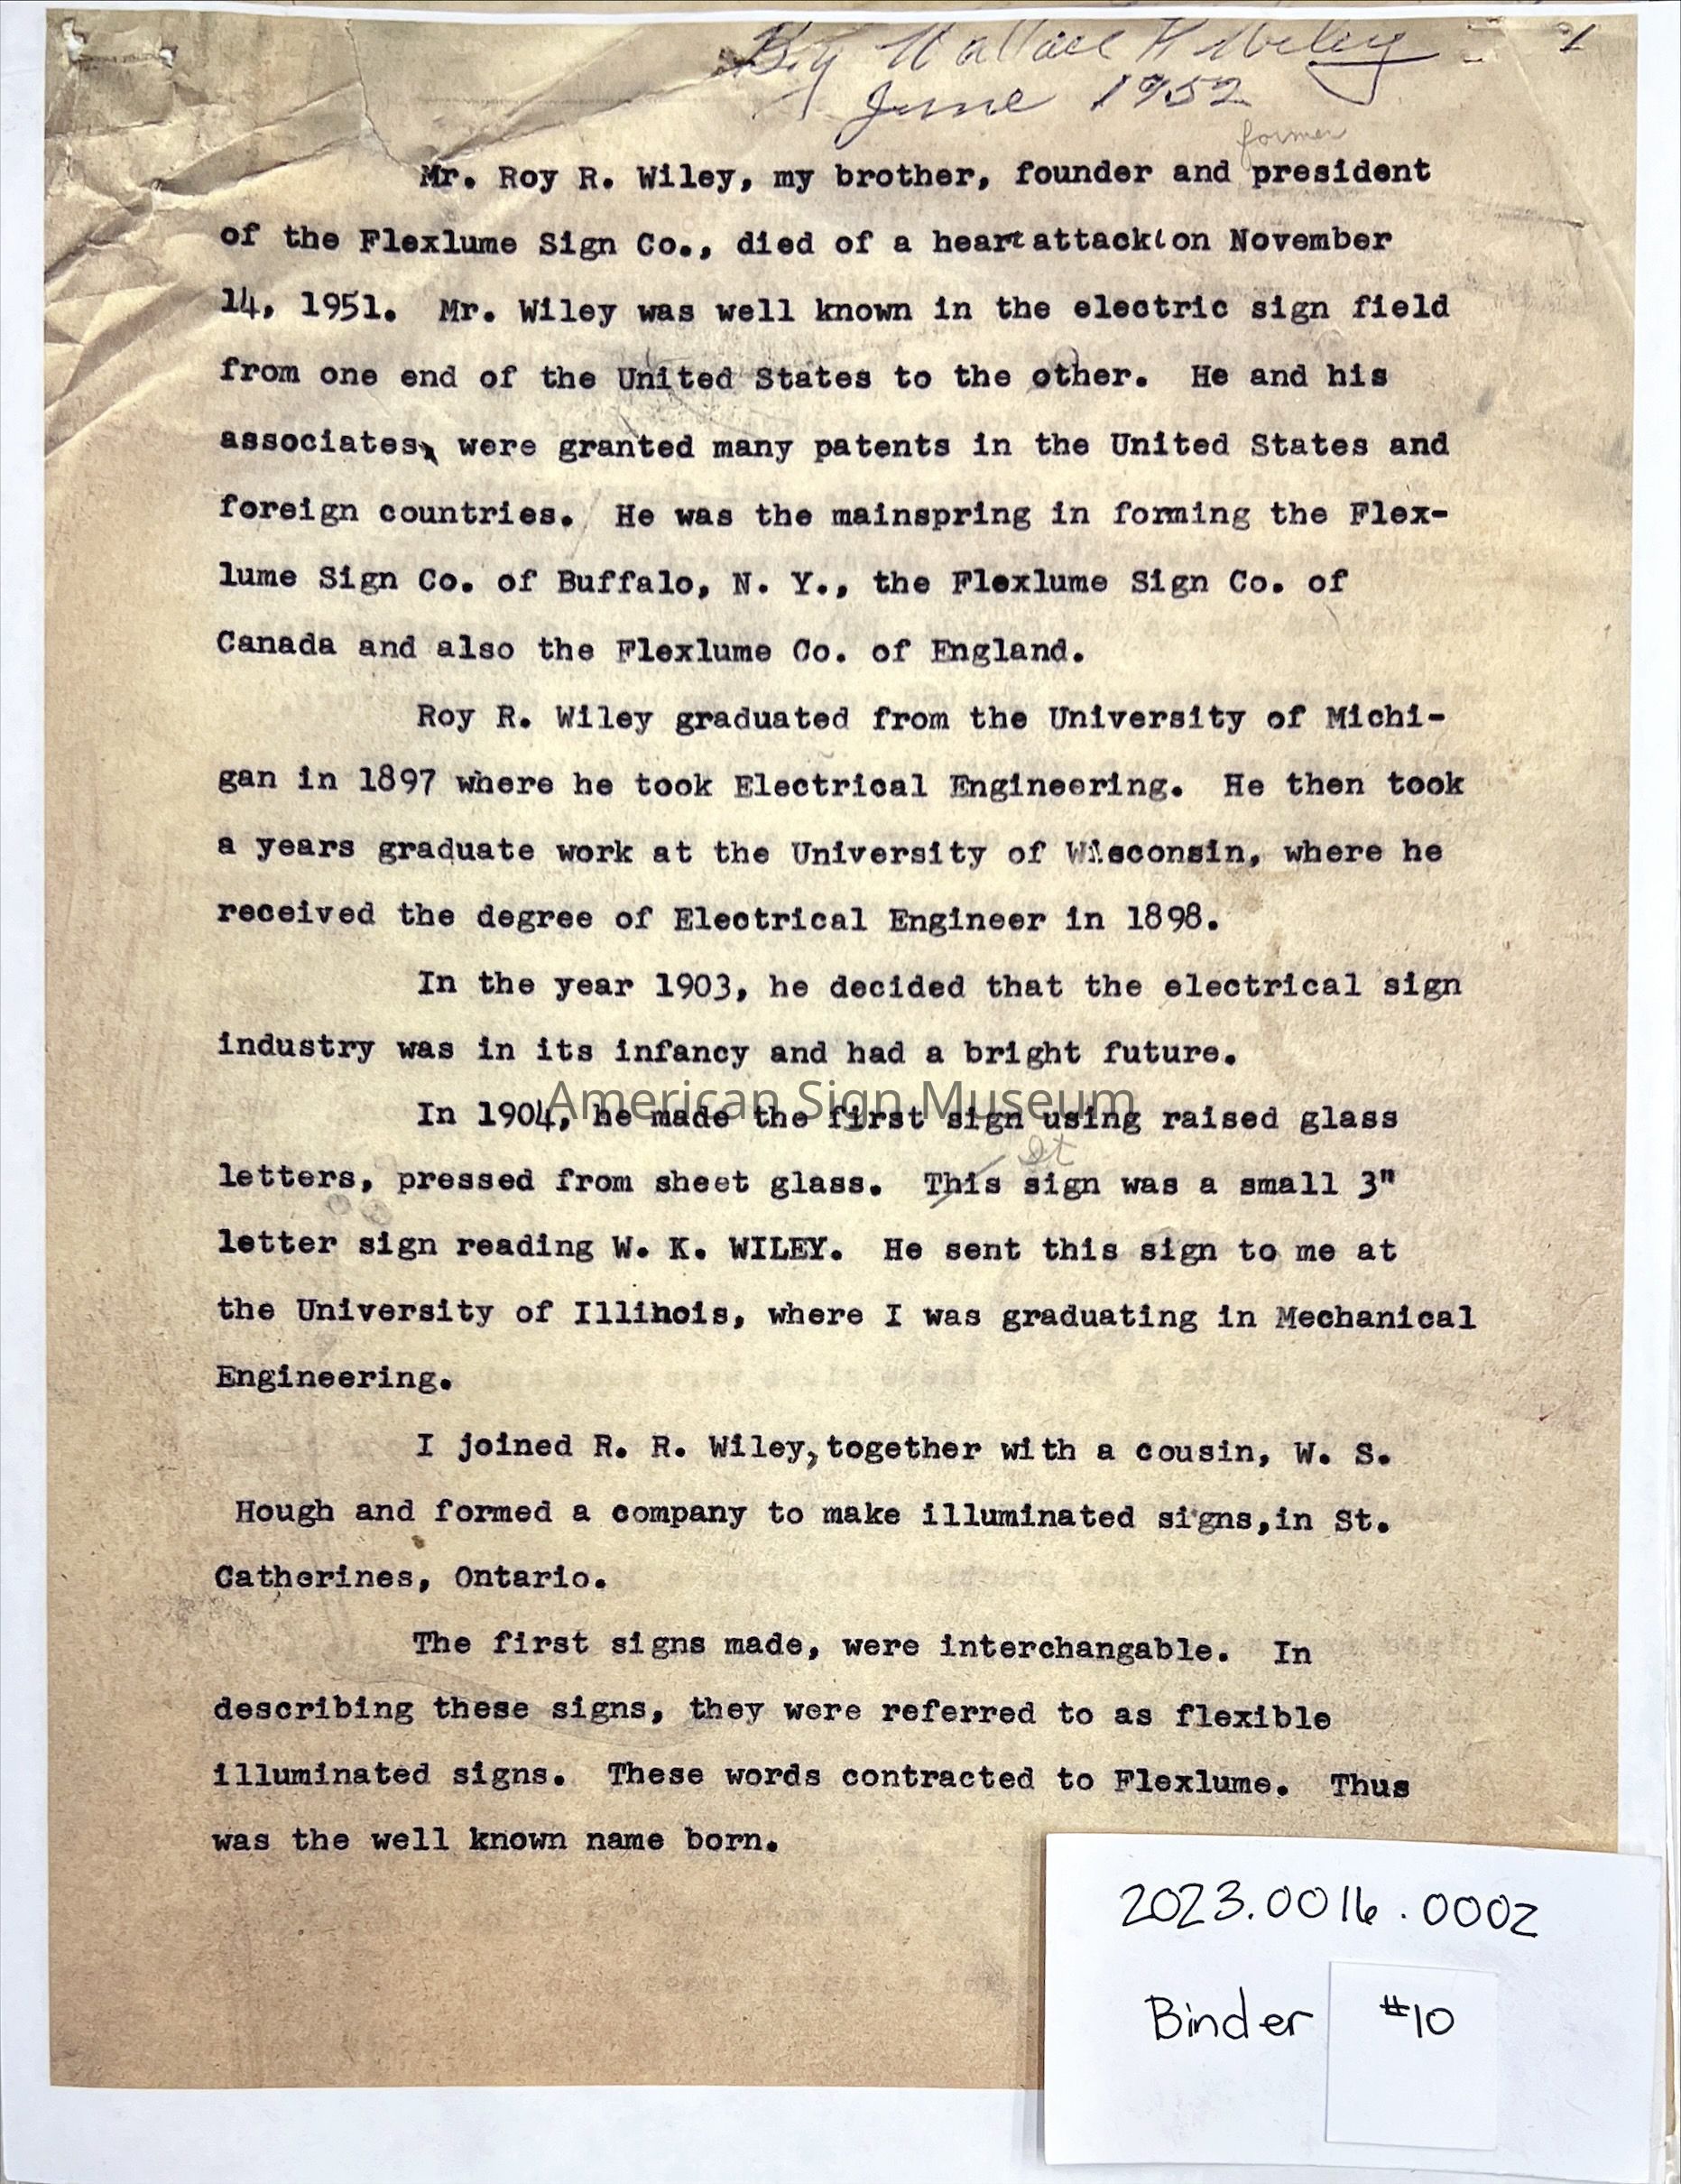 By Wallace K Wiley
June 1952
former
Mr. Roy R. Wiley, my brother, founder and president
of the Flexlume Sign Co., died of a heart attack on November
14, 1951. Mr. Wiley was well known in the electric sign field
from one end of the United States to the other. He and his
associates, were granted many patents in the United States and
foreign countries. He was the mainspring in forming the Flex-
lume Sign Co. of Buffalo, N. Y., the Flexlume Sign Co. of
Canada and also the Flexlume Co. of England.
Roy R. Wiley graduated from the University of Michi-
gan in 1897 where he took Electrical Engineering. He then took
a years graduate work at the University of Wisconsin, where he
received the degree of Electrical Engineer in 1898.
In the year 1903, he decided that the electrical sign
industry was in its infancy and had a bright future.
American Sign Museum
In 1904, he made the first sign using raised glass
It
letters, pressed from sheet glass. This sign was a small 3"
letter sign reading W. K. WILEY. He sent this sign to me at
the University of Illinois, where I was graduating in Mechanical
Engineering.
I joined R. R. Wiley, together with a cousin, W. S.
Hough and formed a company to make illuminated signs, in St.
Catherines, Ontario.
The first signs made, were interchangable. In
describing these signs, they were referred to as flexible
illuminated signs. These words contracted to Flexlume. Thus
was the well known name born.
2023.0016.0002
Binder #10